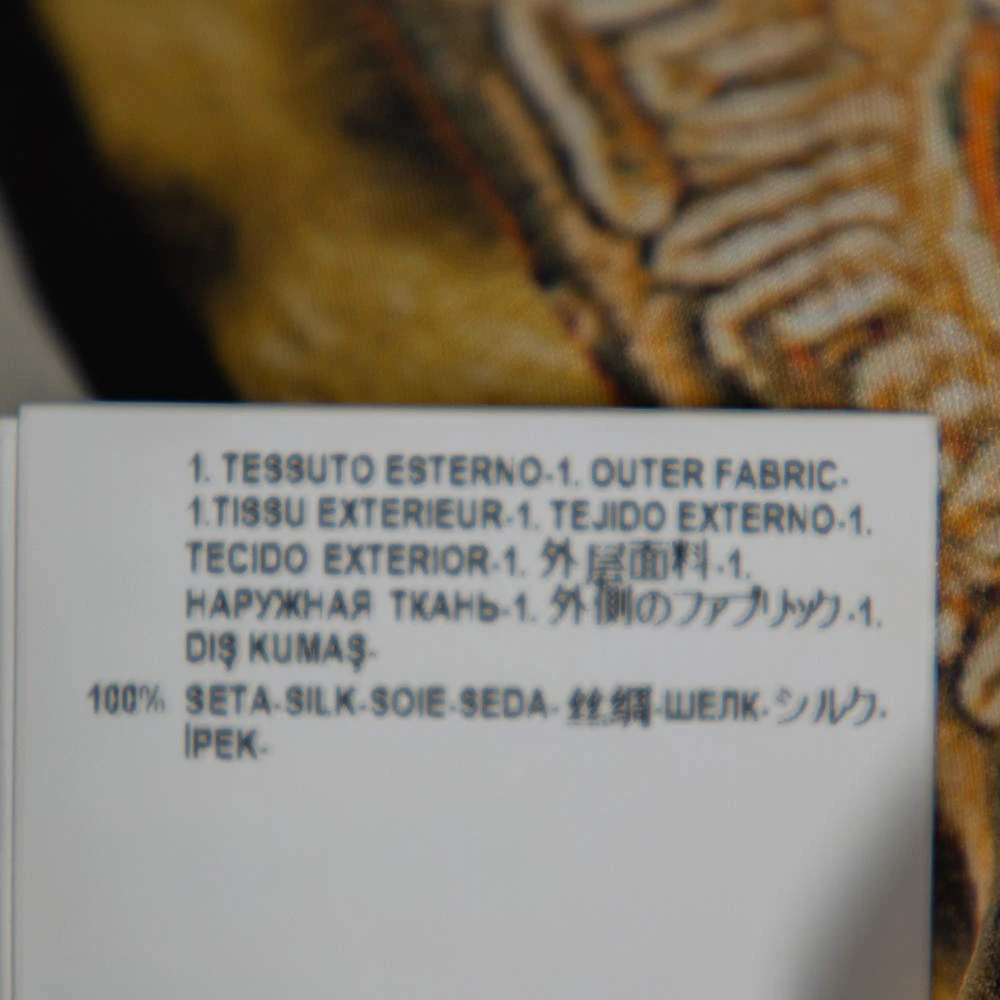 1. TESSUTO ESTERNO-1. OUTER FABRIC-
1.TISSU EXTERIEUR-1. TEJIDO EXTERNO-1.
TECIDO EXTERIOR-1. 外层面料-1.
НАРУЖНАЯ ТКАНЬ-1. 外側のファブリック-1.
DIŞ KUMAŞ-
100% SETA-SILK-SOIE-SEDA-丝绸-ШЕЛК-シルク-
İPEK-